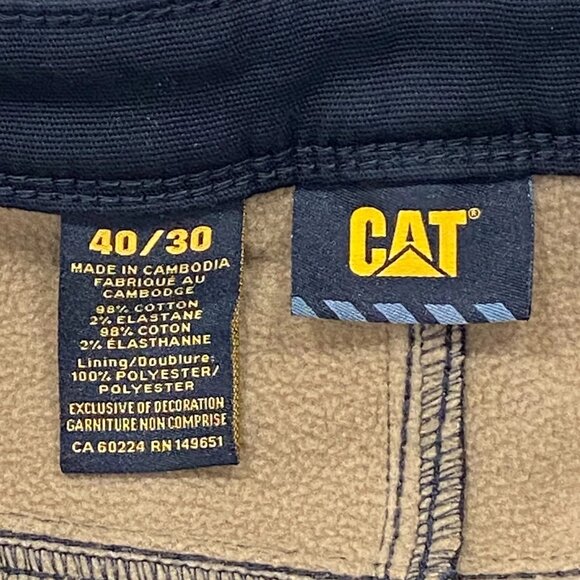 40/30
MADE IN CAMBODIA
FABRIQUÉ AU
CAMBODGE
98% COTTON
2% ELASTANE
98% COTON
2% ÉLASTHANNE
Lining/Doublure:
100% POLYESTER/
POLYESTER
EXCLUSIVE OF DECORATION
GARNITURE NON COMPRISE
CA 60224 RN 149651
CAT®